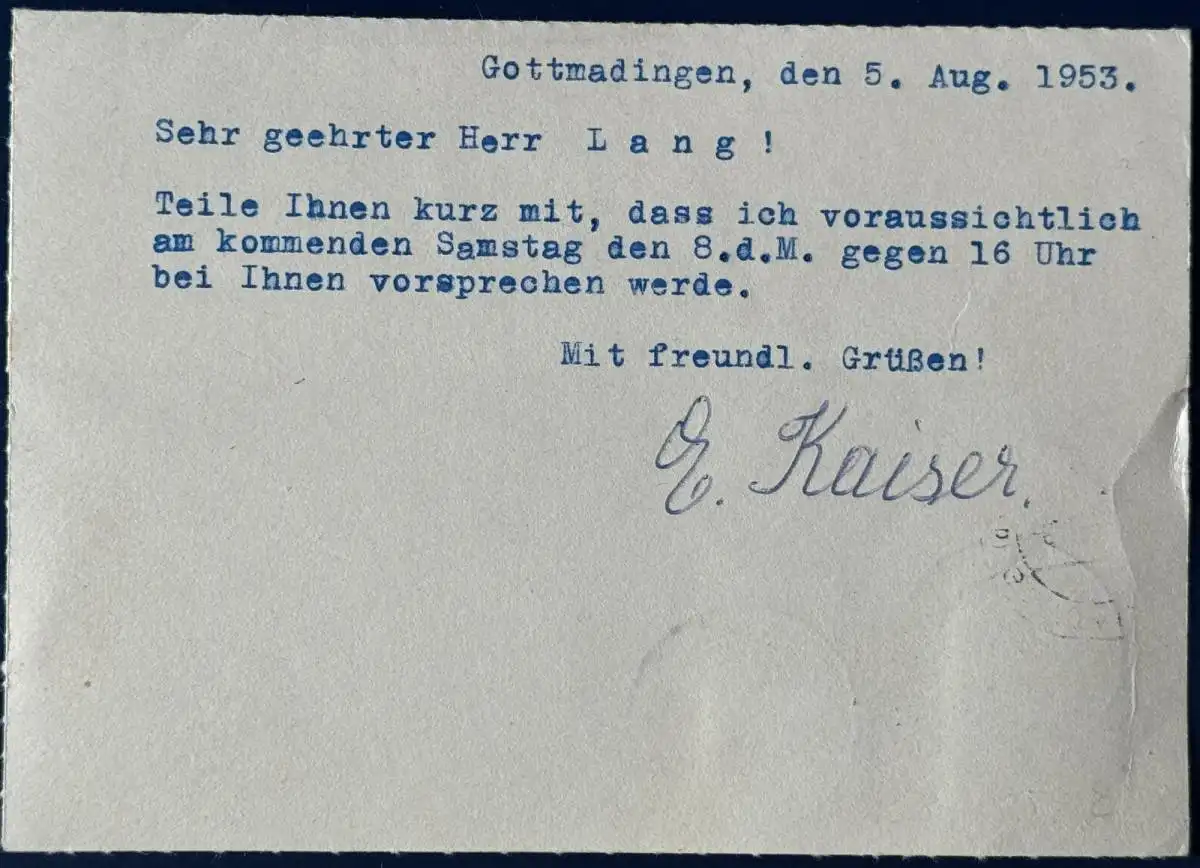 Gottmadingen, den 5. Aug. 1953.
Sehr geehrter Herr L a n g !
Teile Ihnen kurz mit, dass ich voraussichtlich
am kommenden Samstag den 8.d.M. gegen 16 Uhr
bei Ihnen vorsprechen werde.
Mit freundl. Grüßen!
E. Kaiser.